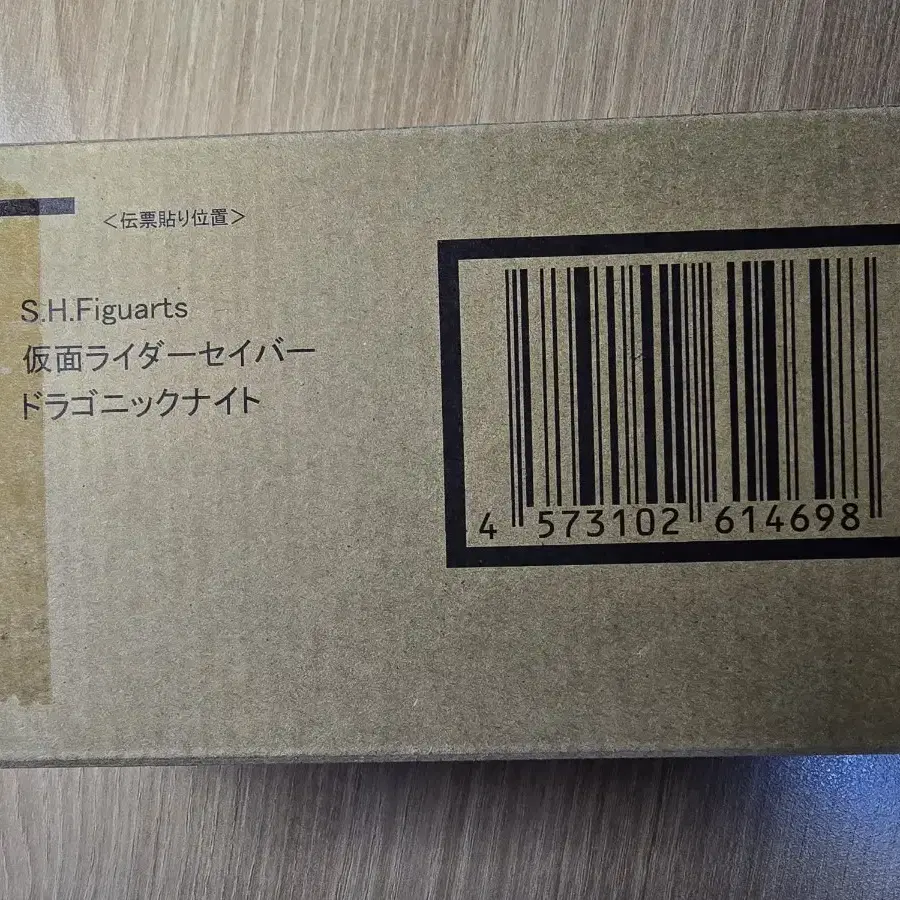 ＜伝票貼り位置＞
S.H.Figuarts
仮面ライダーセイバー
ドラゴニックナイト
4 573102 614698